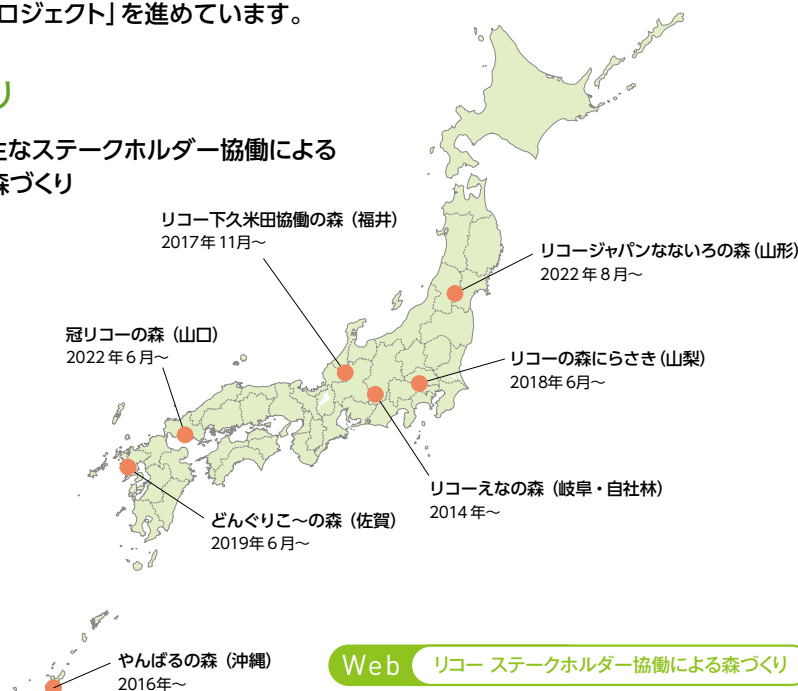 ロジェクト」を進めています。
り
なステークホルダー協働による
森づくり
リコー下久米田協働の森（福井）
2017年11月～
リコージャパンなないろの森（山形）
2022年8月～
冠リコーの森（山口）
2022年6月～
リコーの森にらさき（山梨）
2018年6月～
リコーえなの森（岐阜・自社林）
2014年～
どんぐりこ～の森（佐賀）
2019年6月～
やんばるの森（沖縄）
2016年～
Web リコー ステークホルダー協働による森づくり